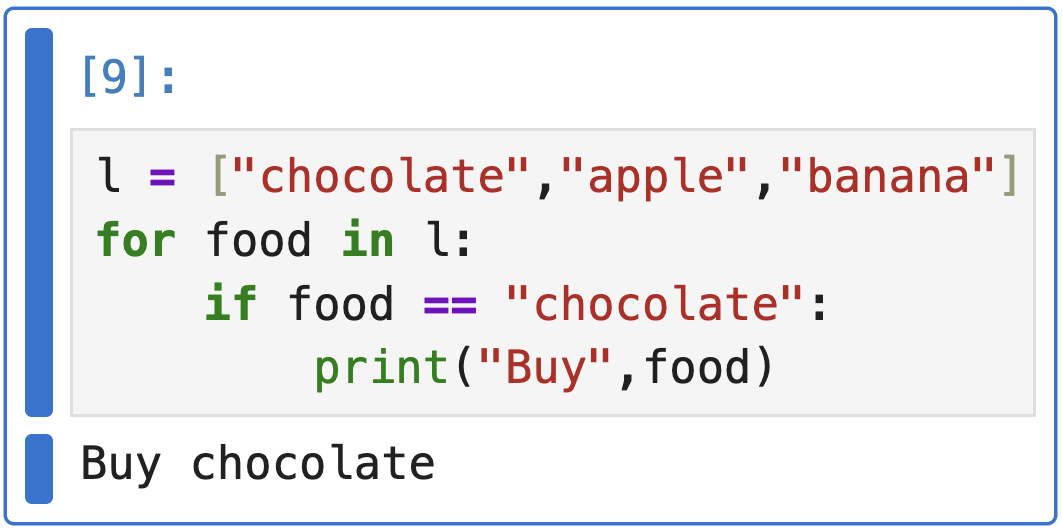 [9]:
l = ["chocolate","apple","banana"]
for food in l:
    if food == "chocolate":
        print("Buy",food)
Buy chocolate